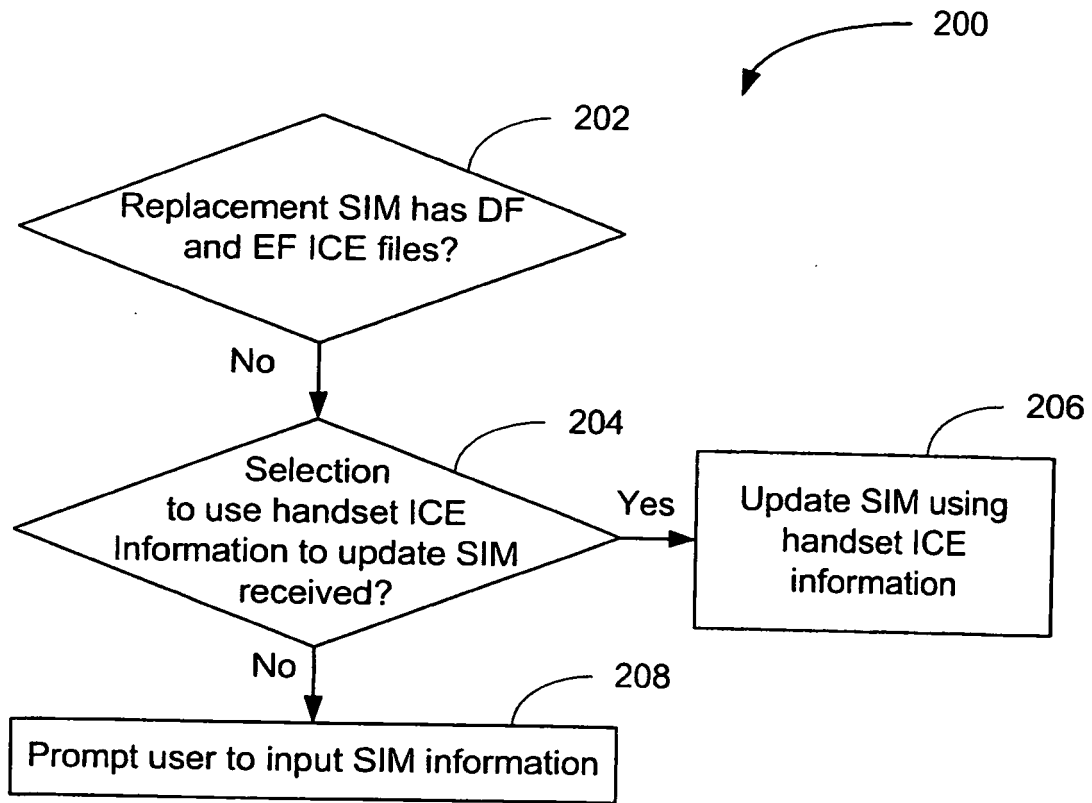 200
202
Replacement SIM has DF
and EF ICE files?
No
204
Selection
to use handset ICE
Information to update SIM
received?
Yes
206
Update SIM using
handset ICE
information
No
208
Prompt user to input SIM information